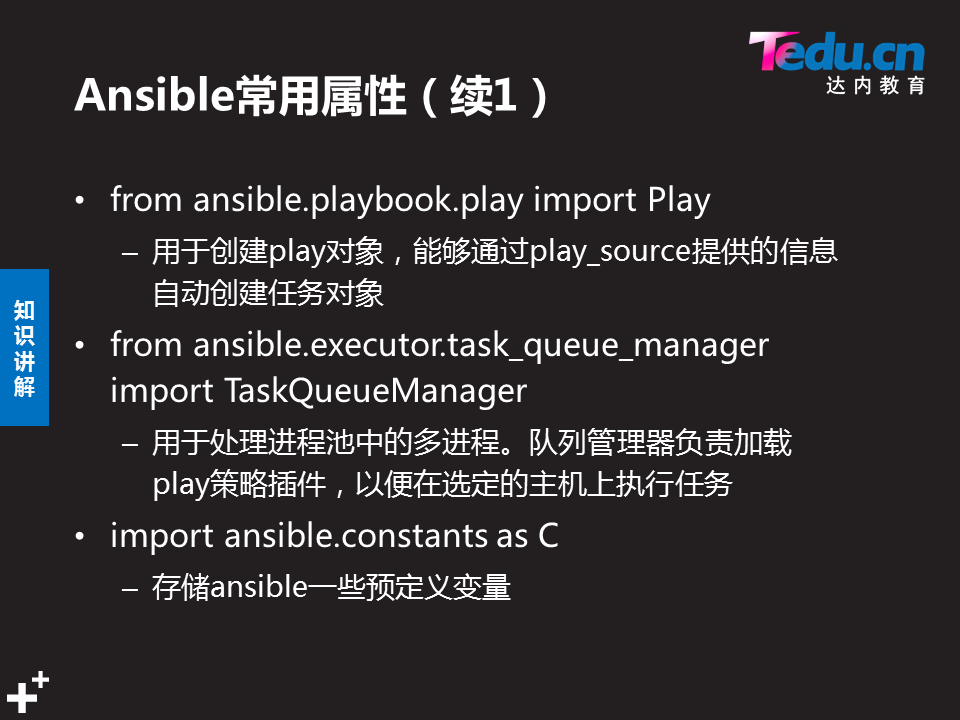 Tedu.cn
达内教育
Ansible常用属性（续1）
• from ansible.playbook.play import Play
– 用于创建play对象，能够通过play_source提供的信息
自动创建任务对象
• from ansible.executor.task_queue_manager
import TaskQueueManager
– 用于处理进程池中的多进程。队列管理器负责加载
play策略插件，以便在选定的主机上执行任务
• import ansible.constants as C
– 存储ansible一些预定义变量
知
识
讲
解